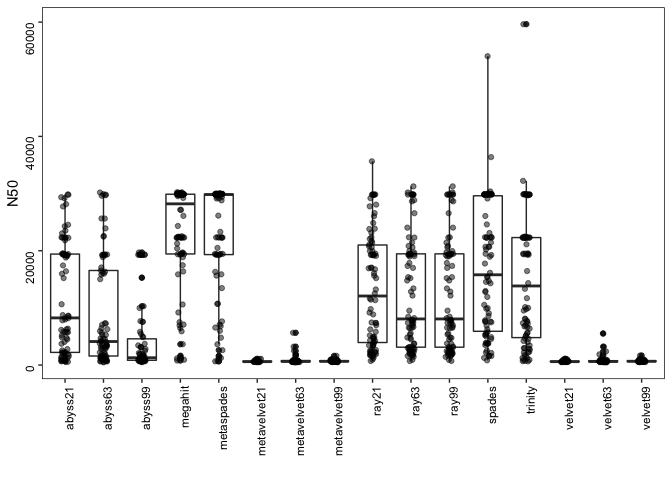 N50
60000
40000
20000
0
abyss21
abyss63
abyss99
megahit
metaspades
metavelvet21
metavelvet63
metavelvet99
ray21
ray63
ray99
spades
trinity
velvet21
velvet63
velvet99